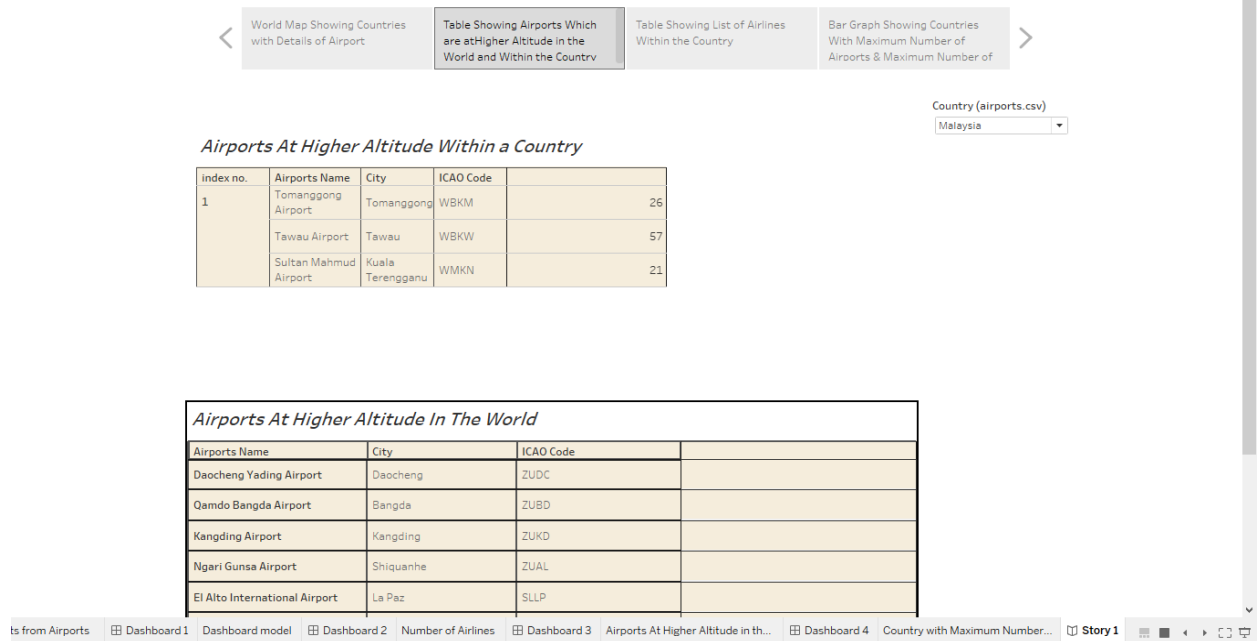 World Map Showing Countries
with Details of Airport
Table Showing Airports Which
are atHigher Altitude in the
World and Within the Country
Table Showing List of Airlines
Within the Country
Bar Graph Showing Countries
With Maximum Number of
Airports & Maximum Number of
Country (airports.csv)
Malaysia
Airports At Higher Altitude Within a Country
index no. Airports Name City ICAO Code
1 Tomanggong Airport Tomanggong WBKM 26
Tawau Airport Tawau WBKW 57
Sultan Mahmud Airport Kuala Terengganu WMKN 21
Airports At Higher Altitude In The World
Airports Name City ICAO Code
Daocheng Yading Airport Daocheng ZUDC
Qamdo Bangda Airport Bangda ZUBD
Kangding Airport Kangding ZUKD
Ngari Gunsa Airport Shiquanhe ZUAL
El Alto International Airport La Paz SLLP
ts from Airports Dashboard 1 Dashboard model Dashboard 2 Number of Airlines Dashboard 3 Airports At Higher Altitude in th... Dashboard 4 Country with Maximum Number... Story 1